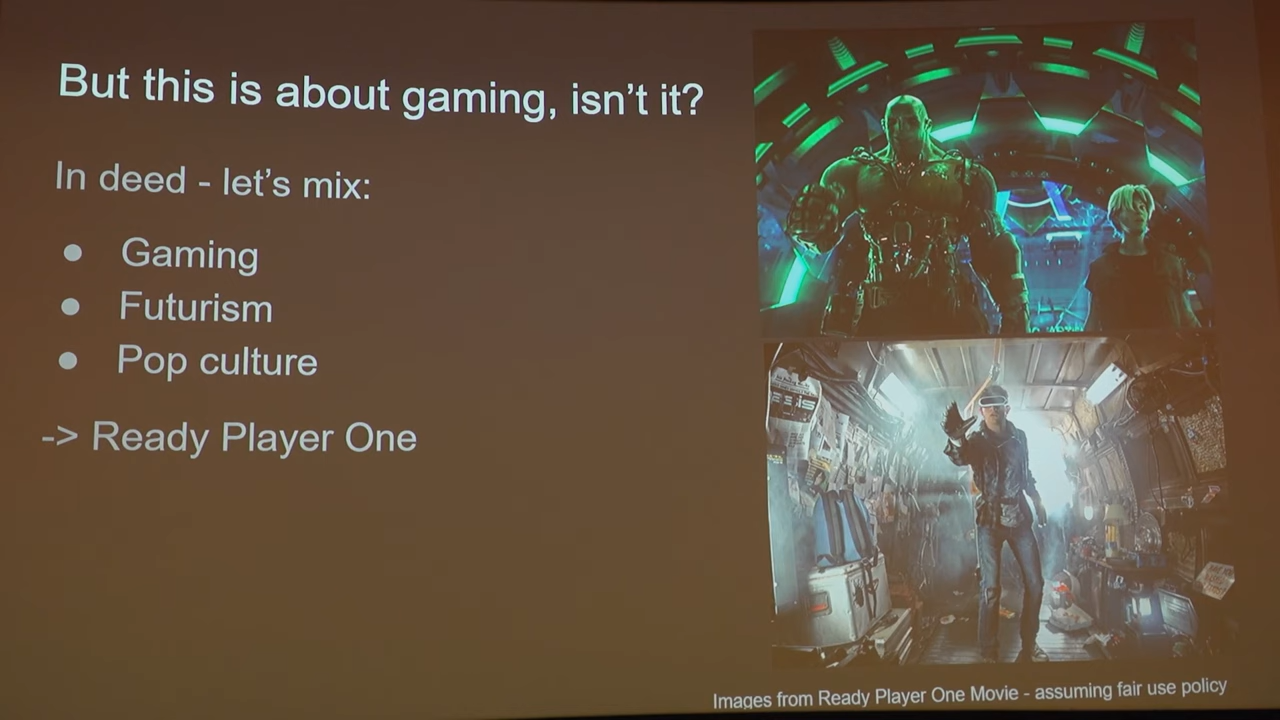 But this is about gaming, isn't it?
In deed - let's mix:
● Gaming
● Futurism
● Pop culture
-> Ready Player One
Images from Ready Player One Movie - assuming fair use policy